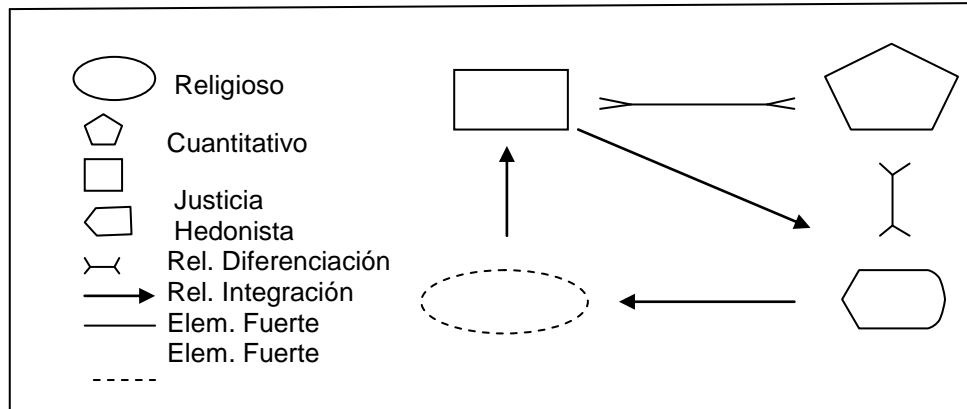 Religioso
Cuantitativo
Justicia
Hedonista
Rel. Diferenciación
Rel. Integración
Elem. Fuerte
Elem. Fuerte